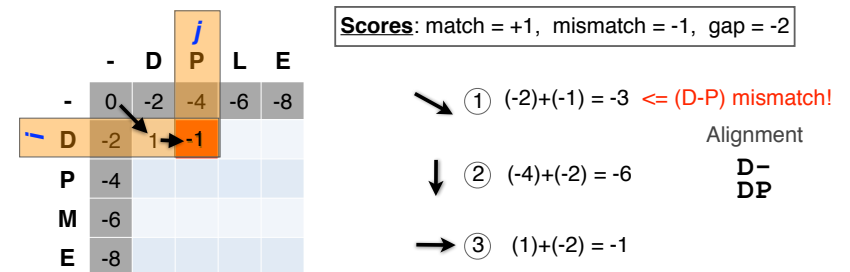 j
- D P L E
- 0 -2 -4 -6 -8
i D -2 1 -1
P -4
M -6
E -8
Scores: match = +1, mismatch = -1, gap = -2
1 (-2)+(-1) = -3 <= (D-P) mismatch!
Alignment
D–
DP
2 (-4)+(-2) = -6
3 (1)+(-2) = -1